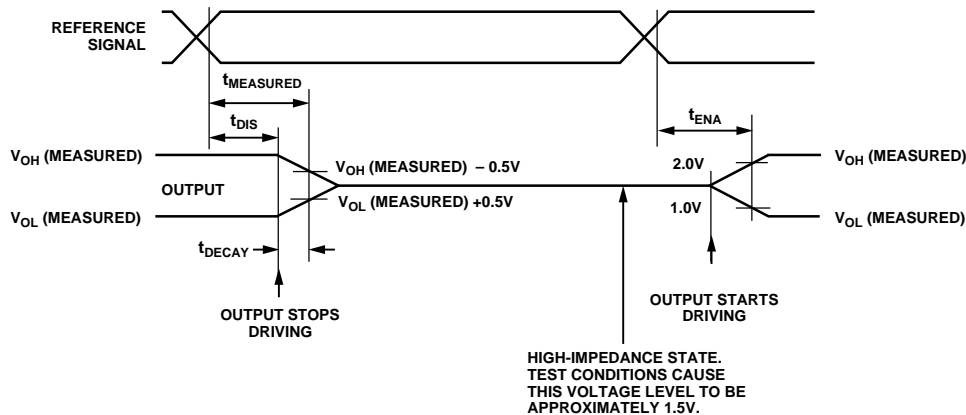 REFERENCE
SIGNAL
tMEASURED
tDIS
tENA
VOH (MEASURED)
VOH (MEASURED) – 0.5V
2.0V
VOH (MEASURED)
OUTPUT
VOL (MEASURED) +0.5V
1.0V
VOL (MEASURED)
VOL (MEASURED)
tDECAY
OUTPUT STOPS
DRIVING
OUTPUT STARTS
DRIVING
HIGH-IMPEDANCE STATE.
TEST CONDITIONS CAUSE
THIS VOLTAGE LEVEL TO BE
APPROXIMATELY 1.5V.